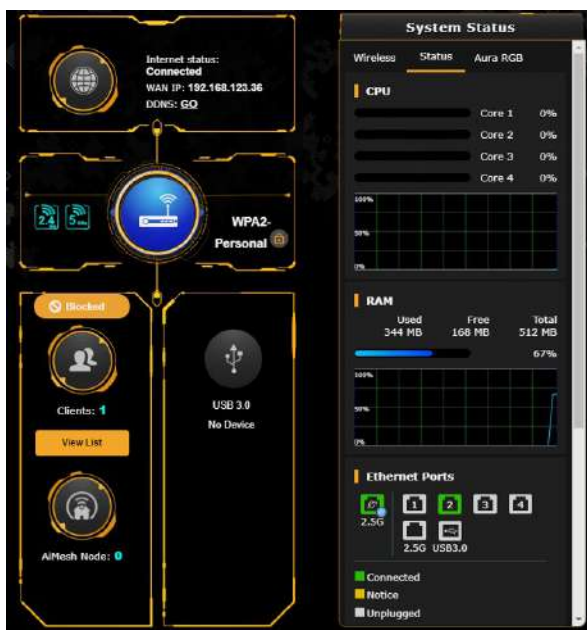 Internet status:
Connected
WAN IP: 192.168.123.36
DDNS: GO
2.4
5
WPA2-
Personal
Blocked
Clients: 1
View List
AiMesh Node: 0
USB 3.0
No Device
System Status
Wireless Status Aura RGB
CPU
Core 1 0%
Core 2 0%
Core 3 0%
Core 4 0%
100%
50%
0%
RAM
Used Free Total
344 MB 168 MB 512 MB
67%
100%
50%
0%
Ethernet Ports
1 2 3 4
2.5G
2.5G USB3.0
Connected
Notice
Unplugged